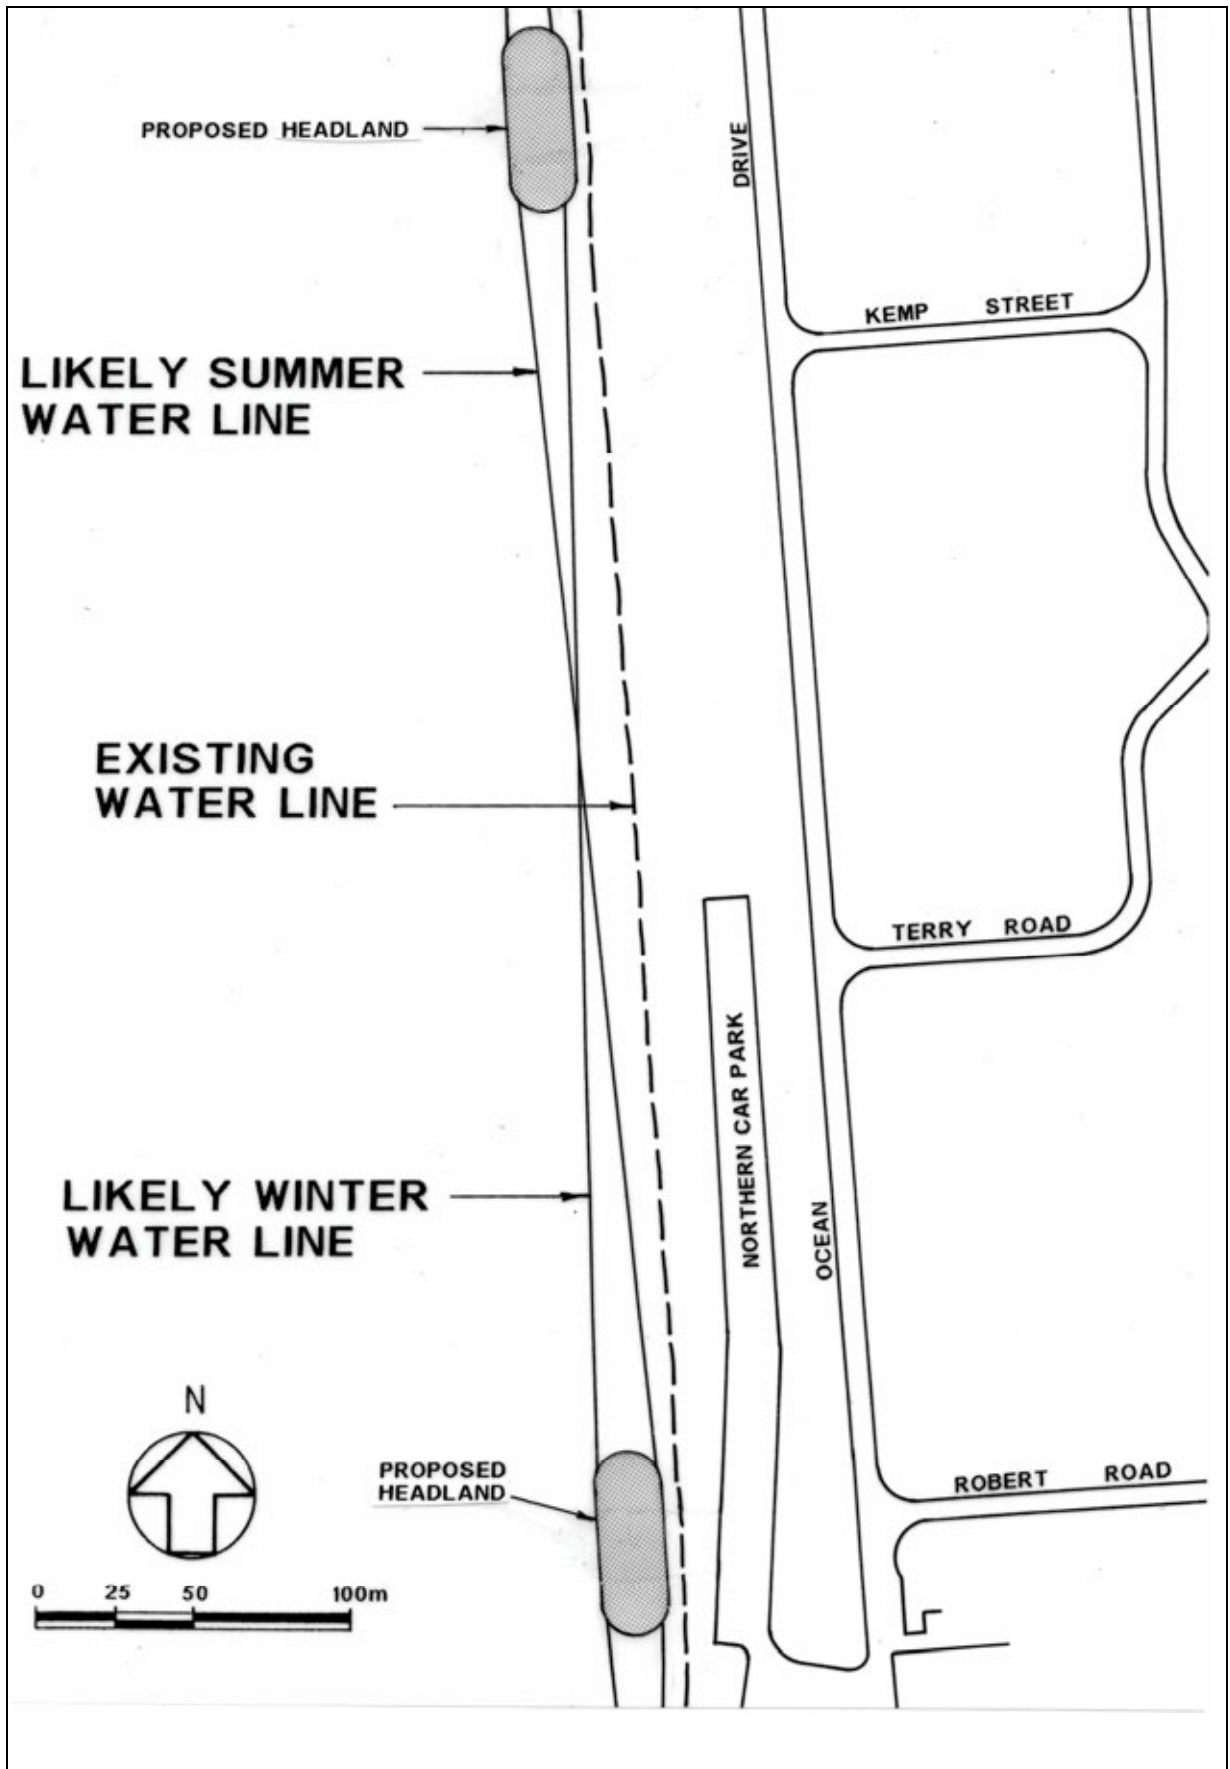 PROPOSED HEADLAND
DRIVE
KEMP STREET
LIKELY SUMMER
WATER LINE
EXISTING
WATER LINE
TERRY ROAD
NORTHERN CAR PARK
LIKELY WINTER
WATER LINE
OCEAN
N
PROPOSED
HEADLAND
ROBERT ROAD
0 25 50 100m